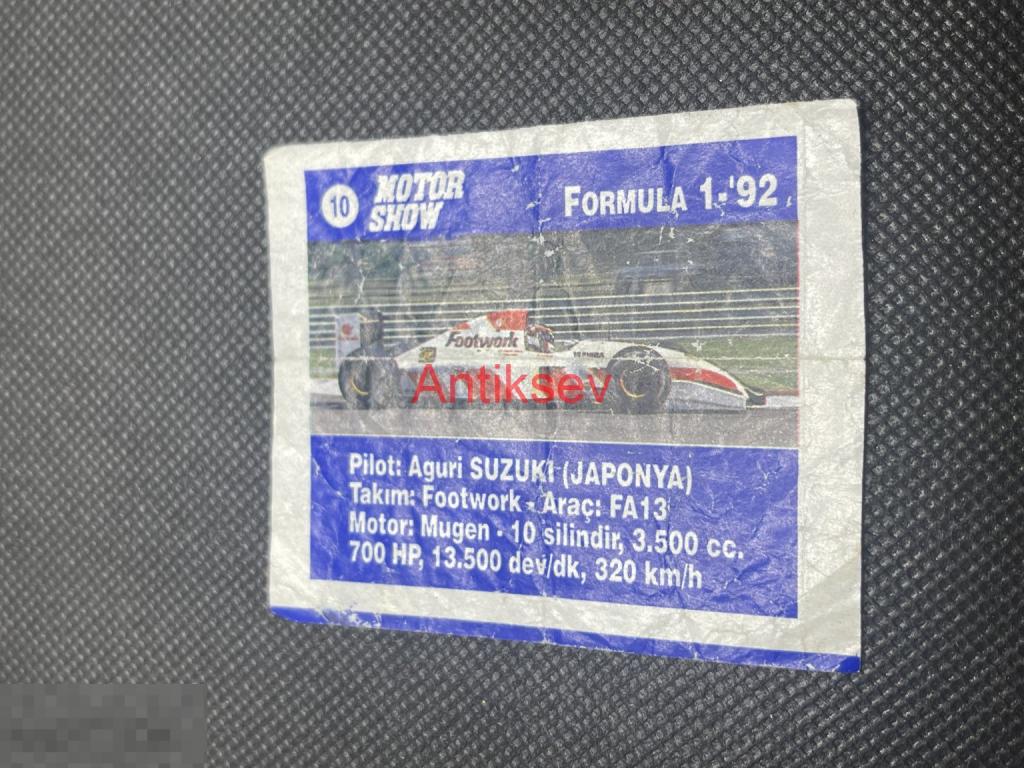 10
MOTOR
SHOW
FORMULA 1-'92
Footwork
Antiksev
Pilot: Aguri SUZUKI (JAPONYA)
Takım: Footwork - Araç: FA13
Motor: Mugen - 10 silindir, 3.500 cc.
700 HP, 13.500 dev/dk, 320 km/h